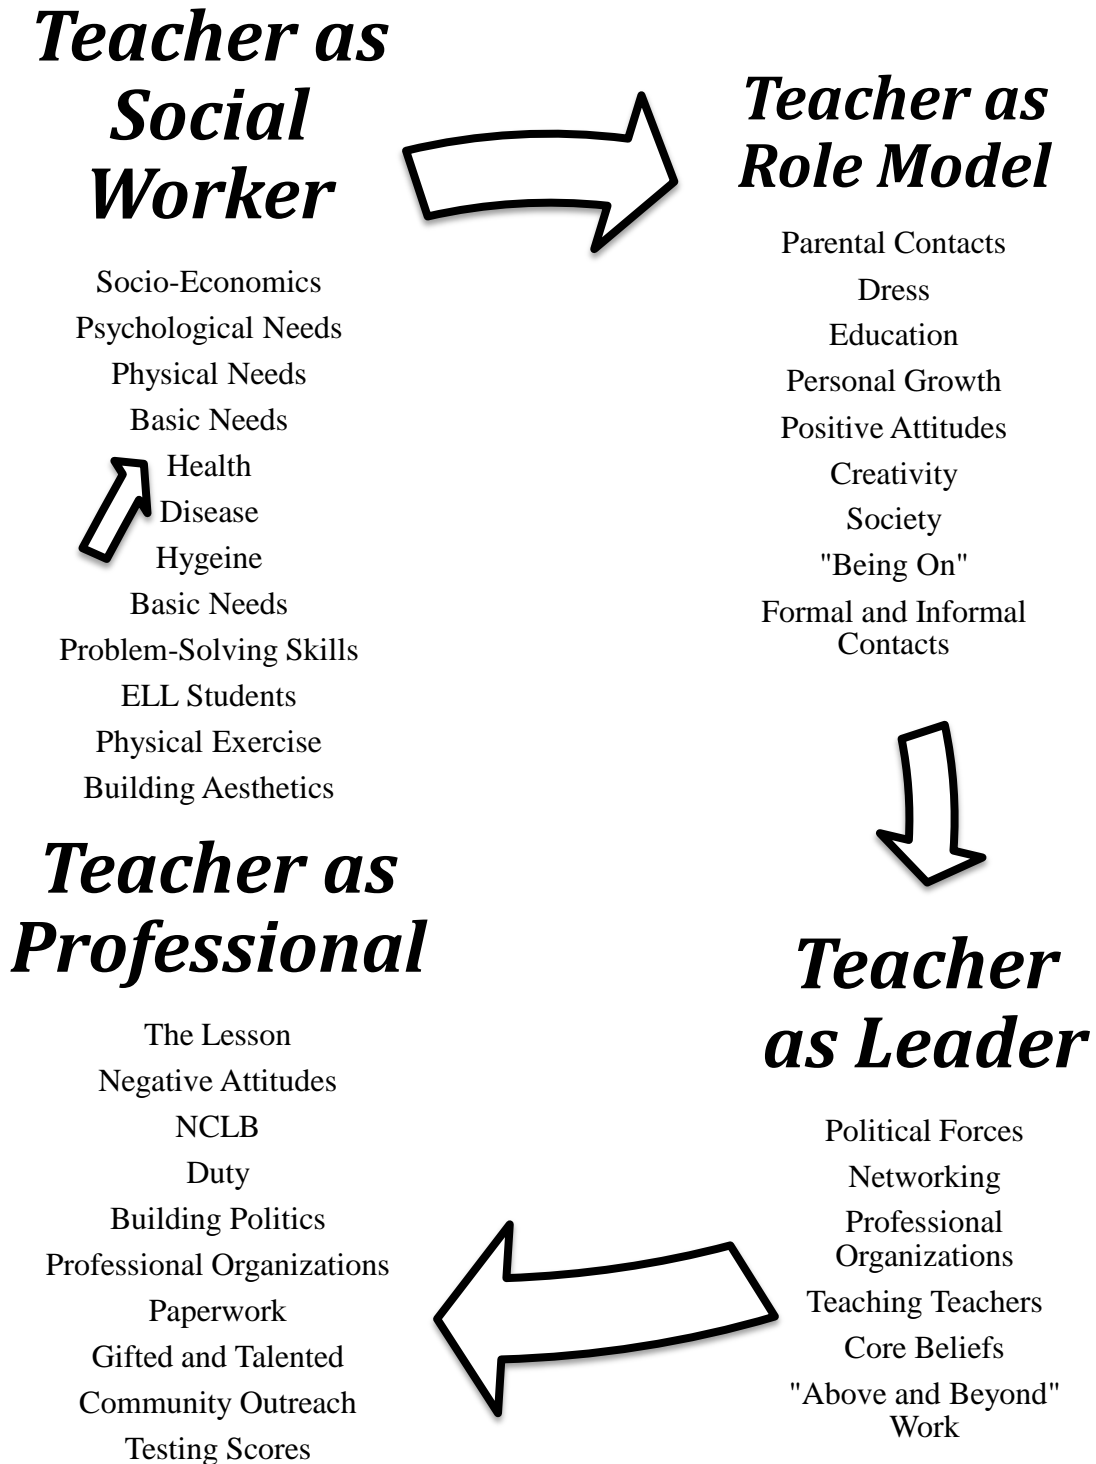 Teacher as
Social
Worker
Socio-Economics
Psychological Needs
Physical Needs
Basic Needs
Health
Disease
Hygeine
Basic Needs
Problem-Solving Skills
ELL Students
Physical Exercise
Building Aesthetics
Teacher as
Role Model
Parental Contacts
Dress
Education
Personal Growth
Positive Attitudes
Creativity
Society
"Being On"
Formal and Informal
Contacts
Teacher
as Leader
Political Forces
Networking
Professional
Organizations
Teaching Teachers
Core Beliefs
"Above and Beyond"
Work
Teacher as
Professional
The Lesson
Negative Attitudes
NCLB
Duty
Building Politics
Professional Organizations
Paperwork
Gifted and Talented
Community Outreach
Testing Scores